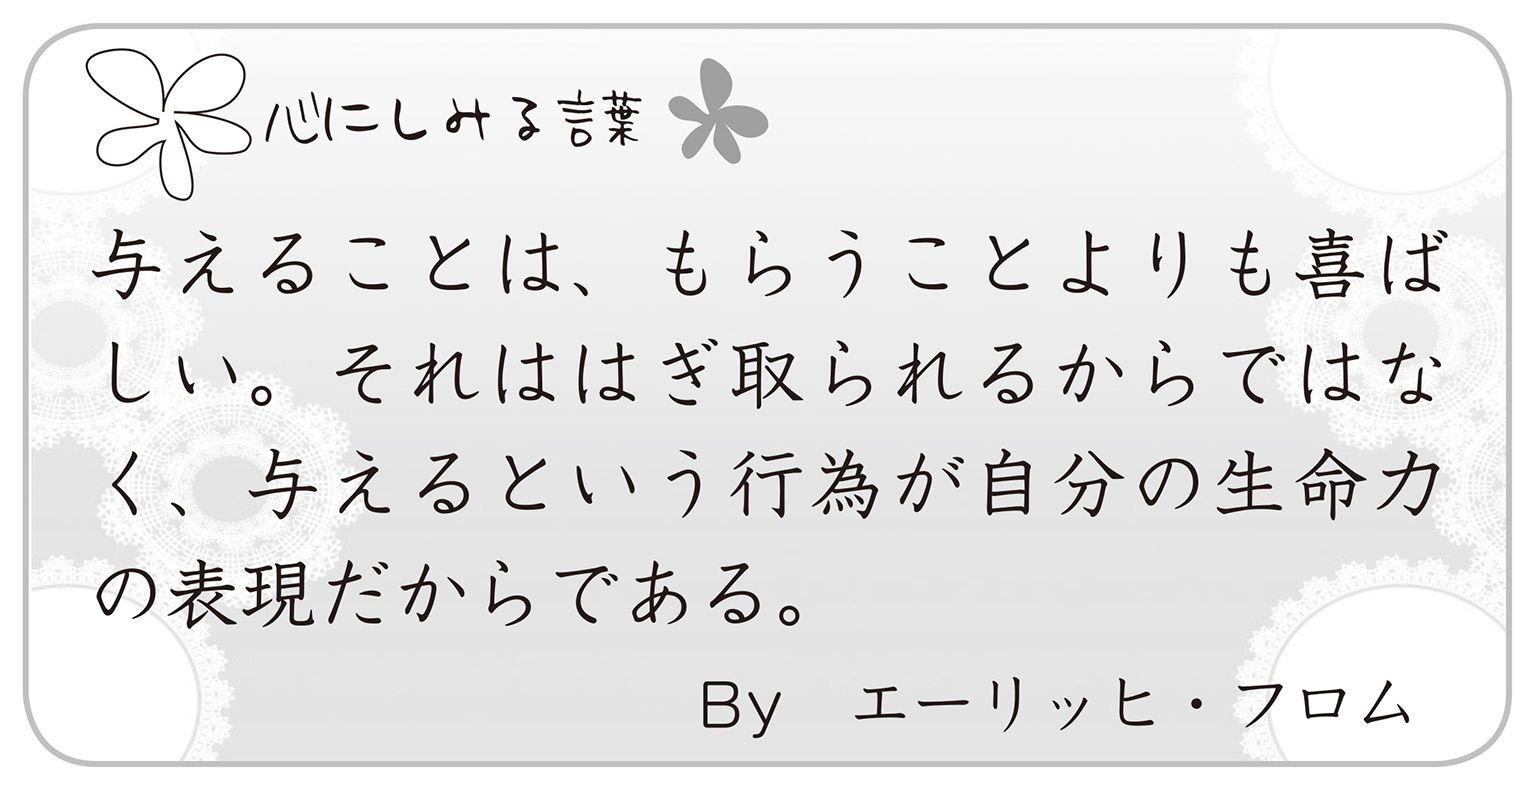 心にしみる言葉
与えることは、もらうことよりも喜ば
しい。それははぎ取られるからではな
く、与えるという行為が自分の生命力
の表現だからである。
By　エーリッヒ・フロム